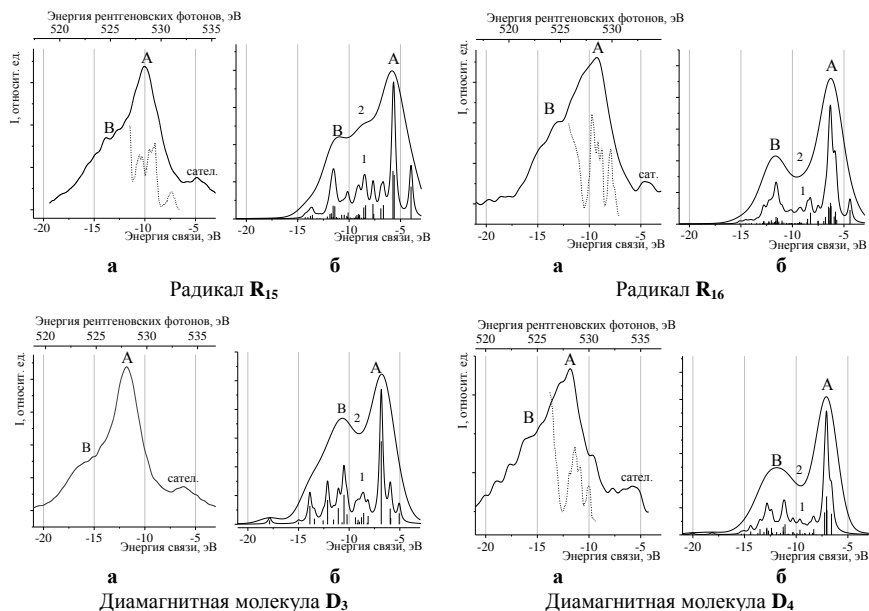 Энергия рентгеновских фотонов, эВ
520 525 530 535
I, относит. ед.
A
B
сател.
-20 -15 -10 -5
Энергия связи, эВ
а
A
B
2
1
-15 -10 -5
Энергия связи, эВ
б
Радикал R15
Энергия рентгеновских фотонов, эВ
520 525 530
I, относит. ед.
A
B
сат.
-20 -15 -10 -5
Энергия связи, эВ
а
A
B
2
1
-15 -10 -5
Энергия связи, эВ
б
Радикал R16
Энергия рентгеновских фотонов, эВ
520 525 530 535
I, относит. ед.
A
B
сател.
-20 -15 -10 -5
Энергия связи, эВ
а
A
B
2
1
-15 -10 -5
Энергия связи, эВ
б
Диамагнитная молекула D3
Энергия рентгеновских фотонов, эВ
520 525 530 535
I, относит. ед.
A
B
сател.
-20 -15 -10 -5
Энергия связи, эВ
а
A
B
2
1
-15 -10 -5
Энергия связи, эВ
б
Диамагнитная молекула D4